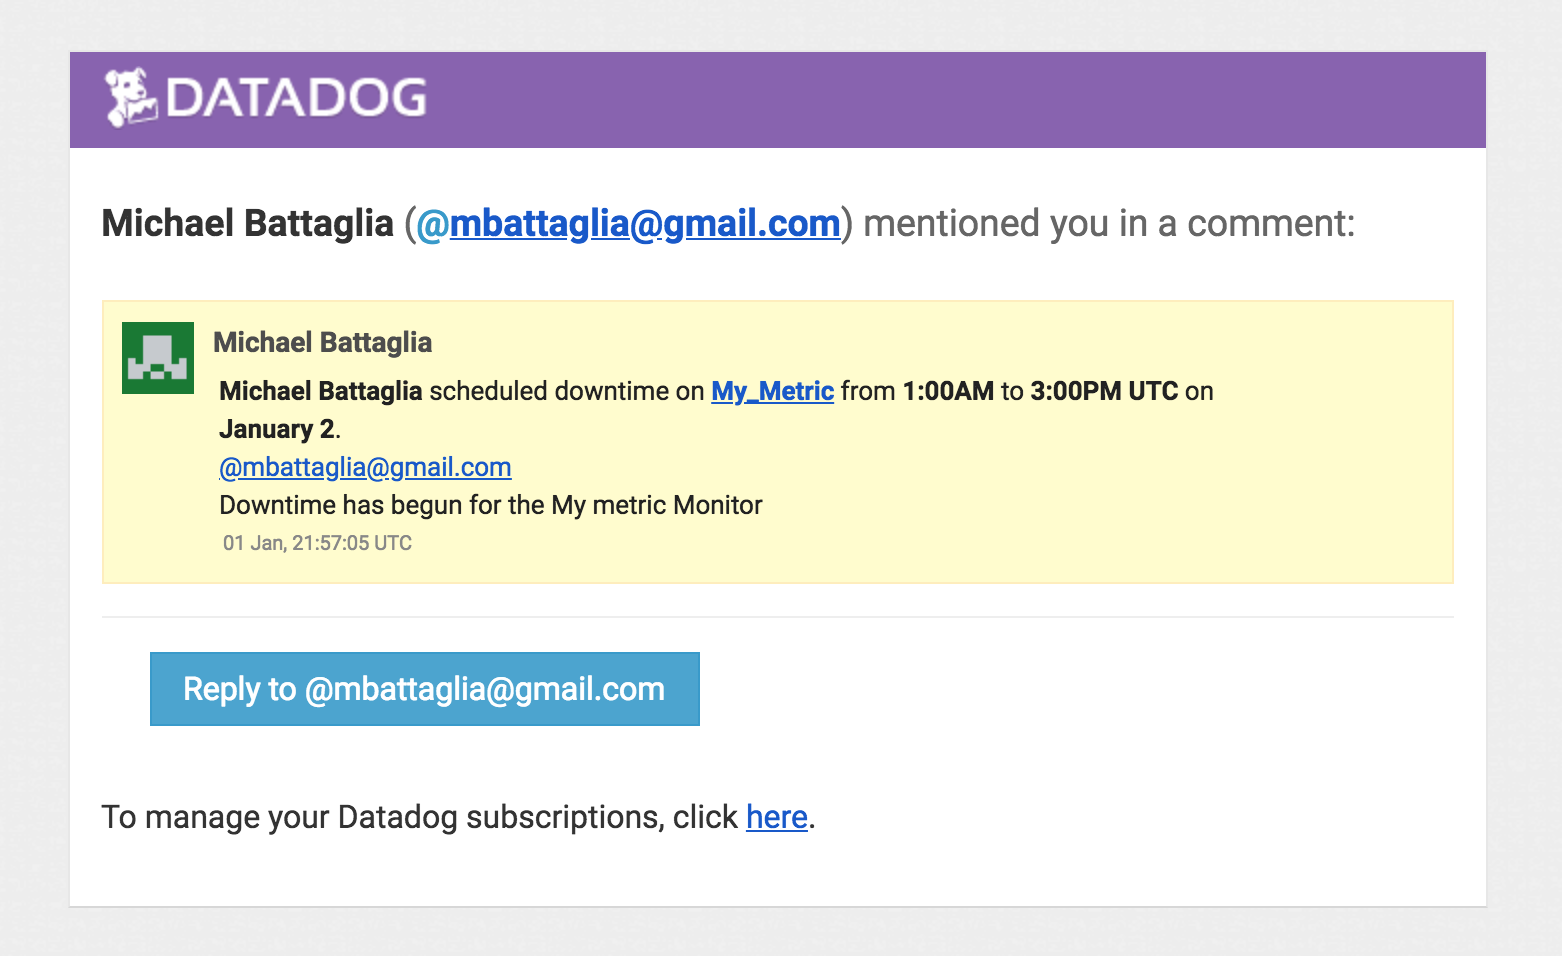 DATADOG
Michael Battaglia (@mbattaglia@gmail.com) mentioned you in a comment:
Michael Battaglia
Michael Battaglia scheduled downtime on My_Metric from 1:00AM to 3:00PM UTC on
January 2.
@mbattaglia@gmail.com
Downtime has begun for the My metric Monitor
01 Jan, 21:57:05 UTC
Reply to @mbattaglia@gmail.com
To manage your Datadog subscriptions, click here.